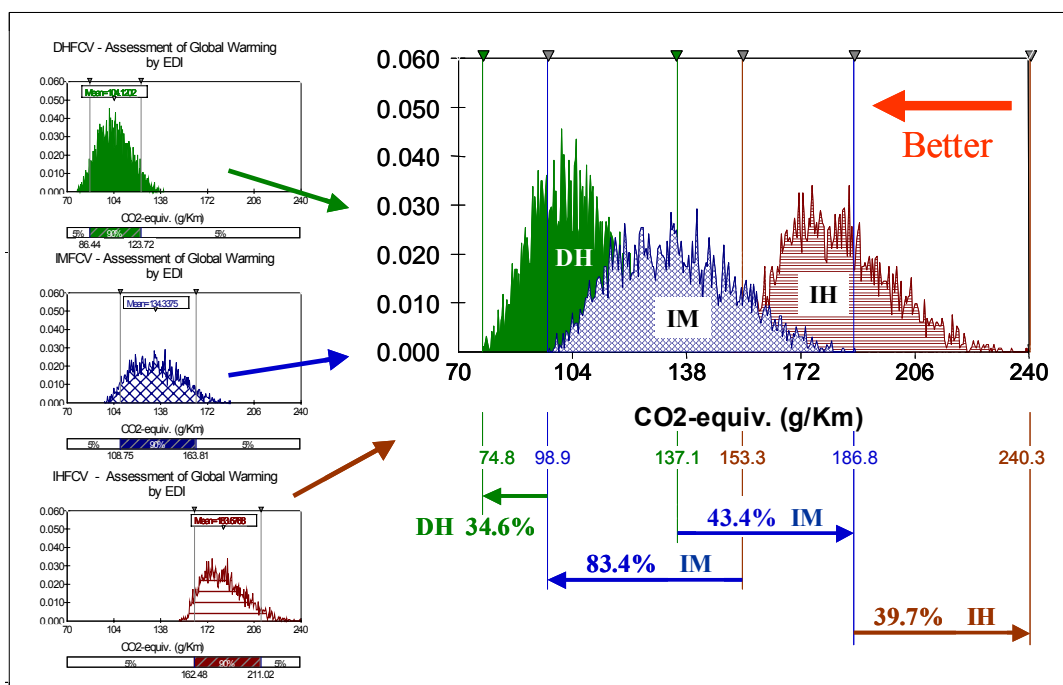 DHFCV - Assessment of Global Warming
by EDI
0.060
0.050
0.040
0.030
0.020
0.010
0.000
Mean=104.1202
70 104 138 172 206 240
CO2-equiv. (g/Km)
5% 90% 5%
86.44 123.72
IMFCV - Assessment of Global Warming
by EDI
0.060
0.050
0.040
0.030
0.020
0.010
0.000
Mean=134.3375
70 104 138 172 206 240
CO2-equiv. (g/Km)
5% 90% 5%
108.75 163.81
IHFCV - Assessment of Global Warming
by EDI
0.060
0.050
0.040
0.030
0.020
0.010
0.000
70 104 138 172 206 240
CO2-equiv. (g/Km)
5% 90% 5%
162.48 211.02
0.060
0.050
0.040
0.030
0.020
0.010
0.000
Better
DH
IM
IH
70 104 138 172 206 240
CO2-equiv. (g/Km)
74.8 98.9 137.1 153.3 186.8 240.3
DH 34.6%
43.4% IM
83.4% IM
39.7% IH